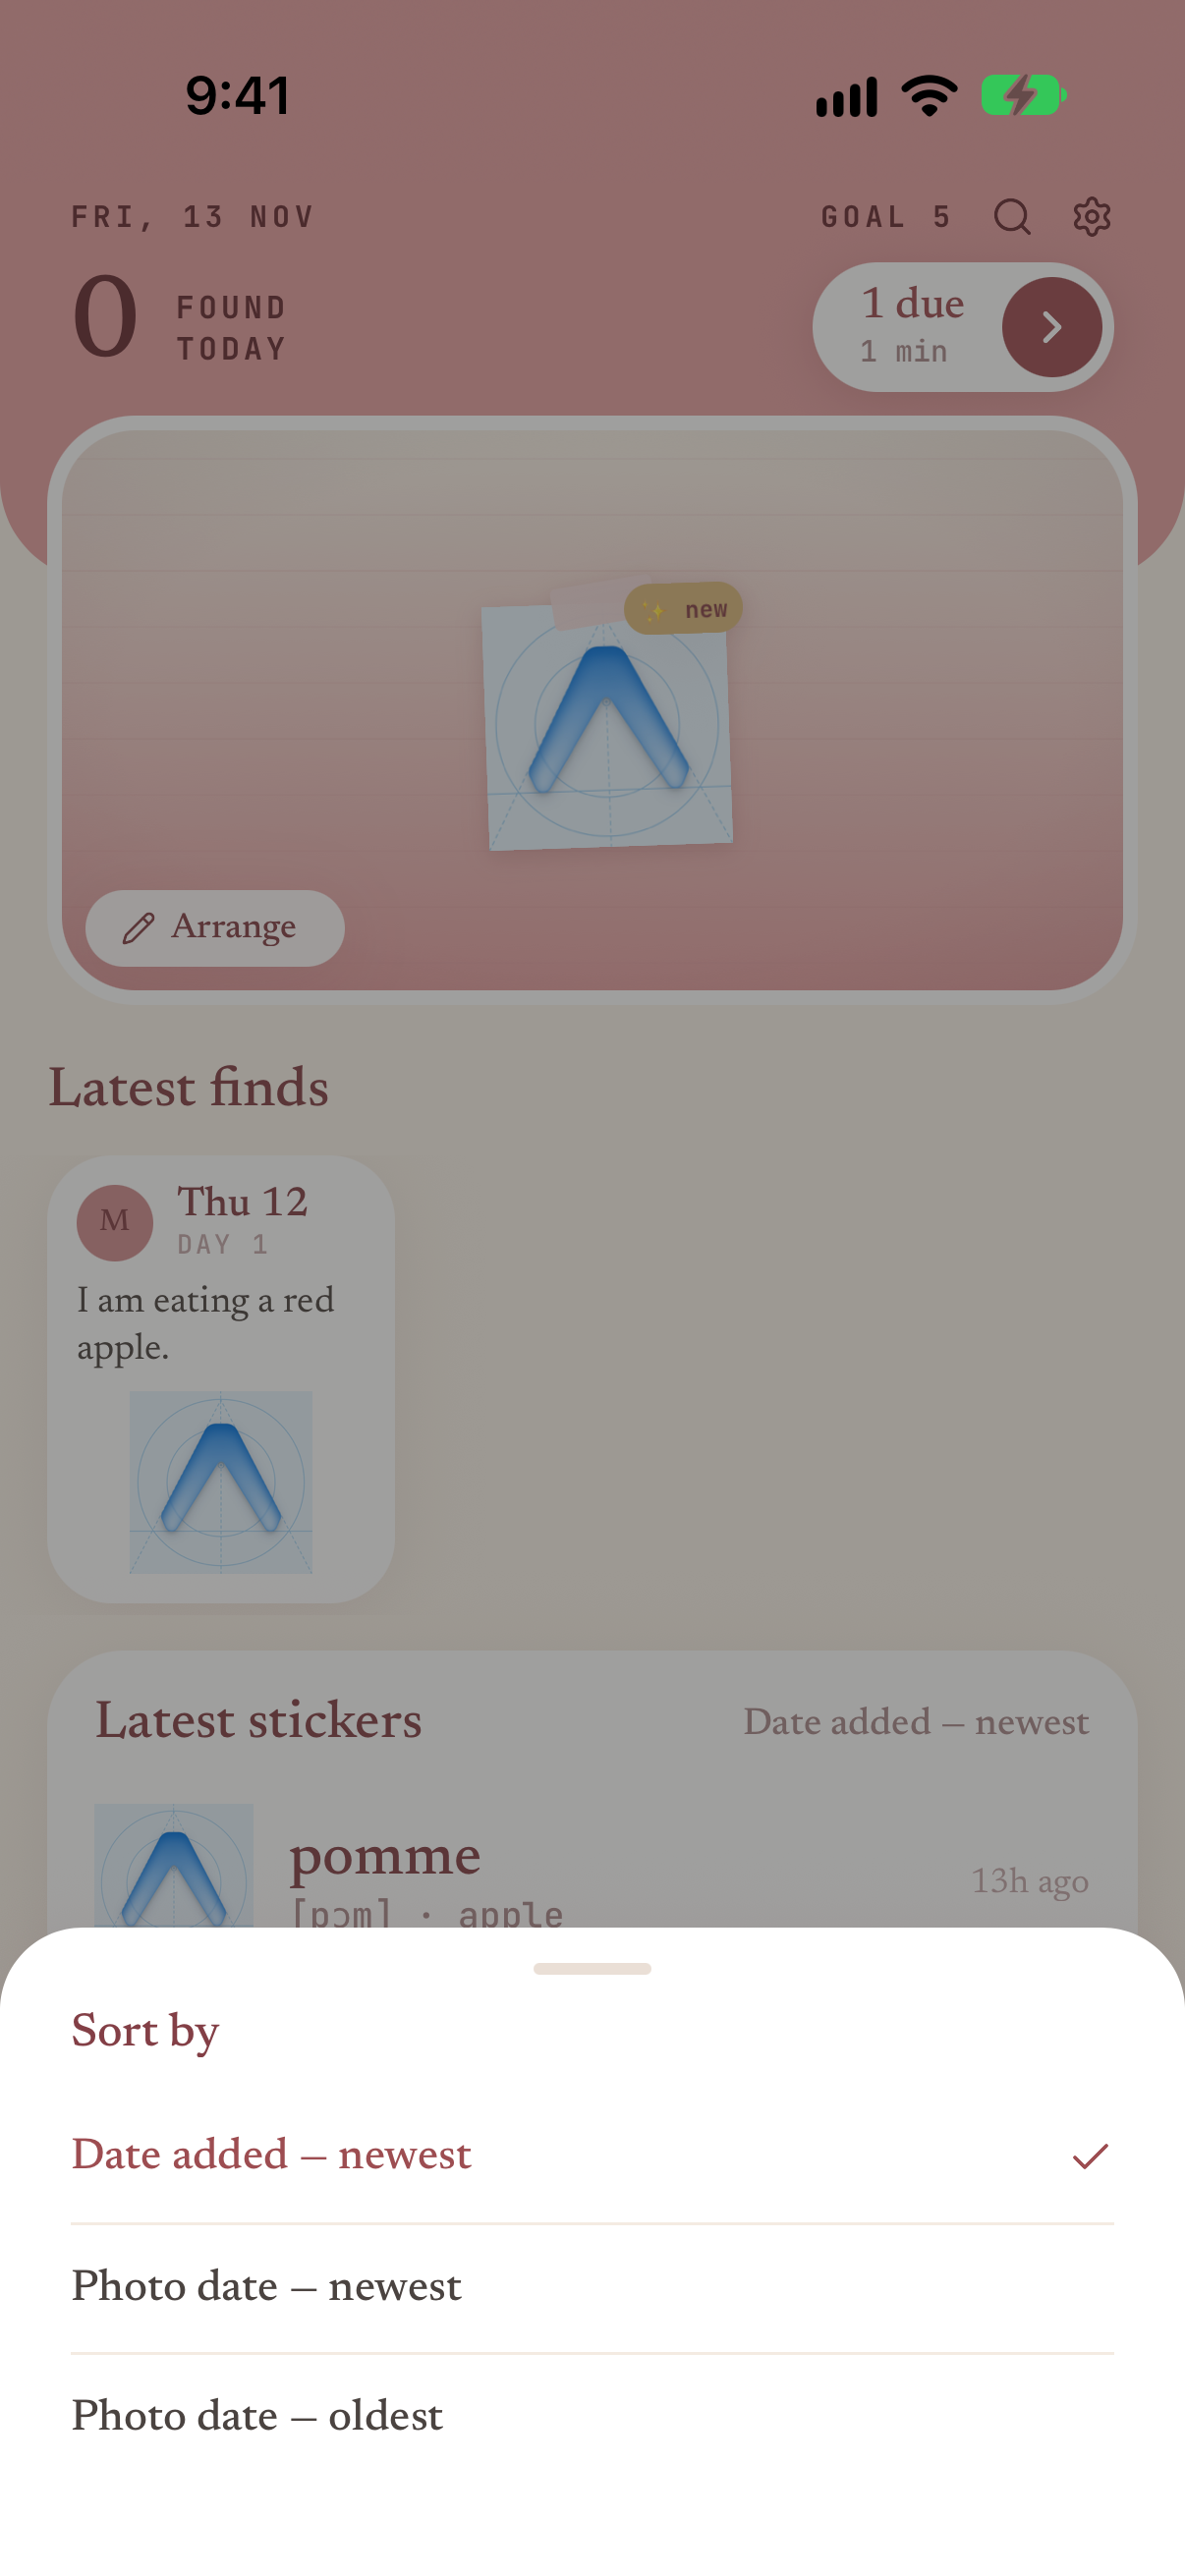 9:41
FRI, 13 NOV
GOAL 5
0 FOUND
TODAY
1 due
1 min
new
Arrange
Latest finds
M
Thu 12
DAY 1
I am eating a red
apple.
Latest stickers
Date added – newest
pomme
13h ago
[pɔm] · apple
Sort by
Date added – newest
Photo date – newest
Photo date – oldest